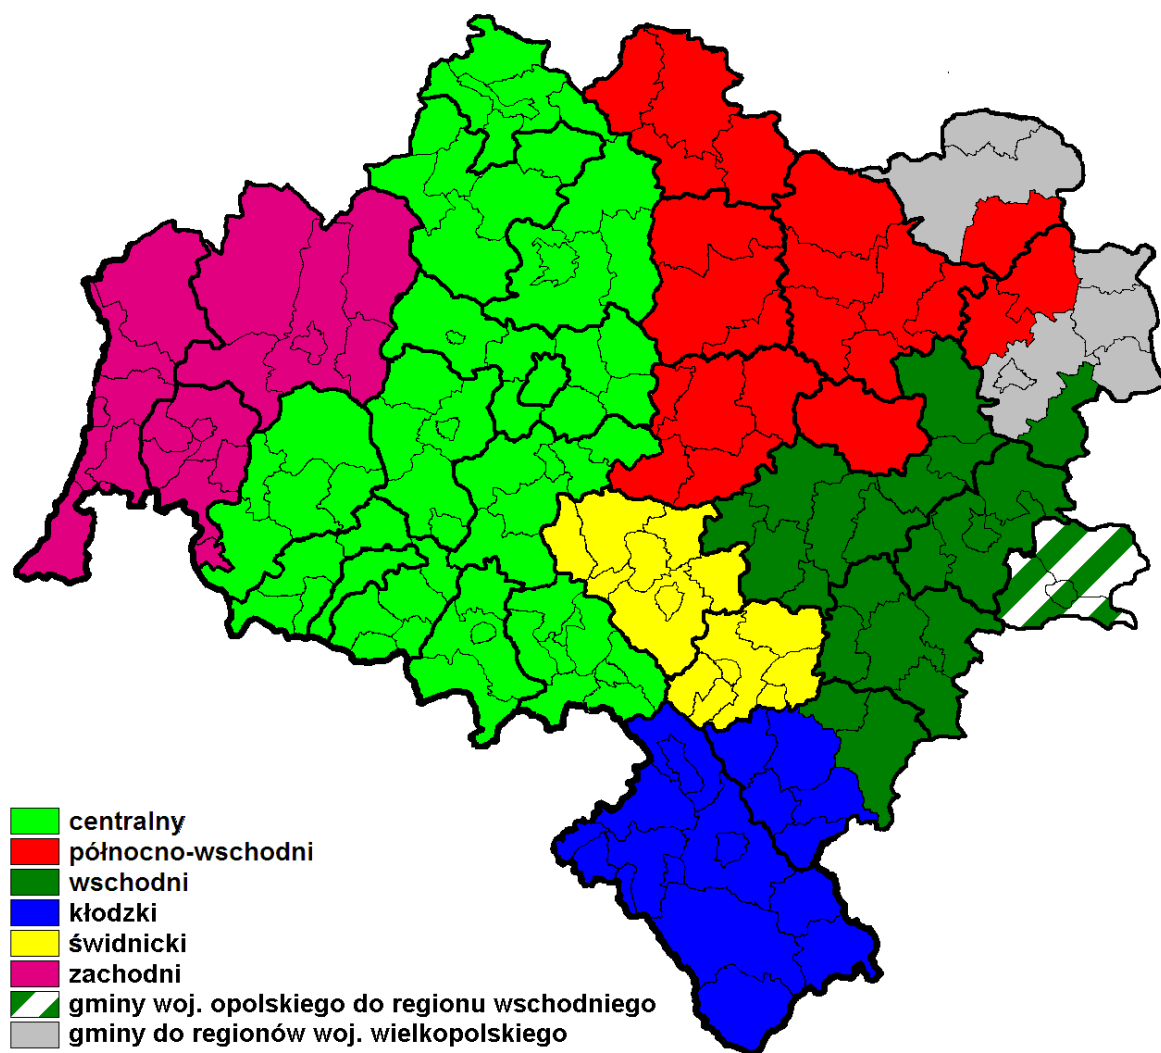 centralny
północno-wschodni
wschodni
kłodzki
świdnicki
zachodni
gminy woj. opolskiego do regionu wschodniego
gminy do regionów woj. wielkopolskiego